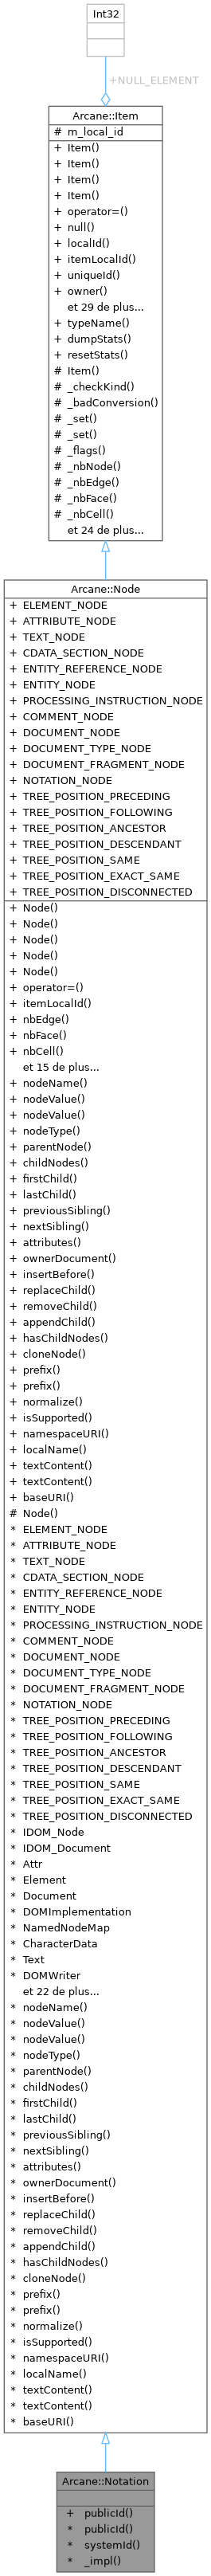 Int32
+NULL_ELEMENT
Arcane::Item
# m_local_id
+ Item()
+ Item()
+ Item()
+ Item()
+ operator=()
+ null()
+ localId()
+ itemLocalId()
+ uniqueId()
+ owner()
et 29 de plus...
+ typeName()
+ dumpStats()
+ resetStats()
# Item()
# _checkKind()
# _badConversion()
# _set()
# _set()
# _flags()
# _nbNode()
# _nbEdge()
# _nbFace()
# _nbCell()
et 24 de plus...
Arcane::Node
+ ELEMENT_NODE
+ ATTRIBUTE_NODE
+ TEXT_NODE
+ CDATA_SECTION_NODE
+ ENTITY_REFERENCE_NODE
+ ENTITY_NODE
+ PROCESSING_INSTRUCTION_NODE
+ COMMENT_NODE
+ DOCUMENT_NODE
+ DOCUMENT_TYPE_NODE
+ DOCUMENT_FRAGMENT_NODE
+ NOTATION_NODE
+ TREE_POSITION_PRECEDING
+ TREE_POSITION_FOLLOWING
+ TREE_POSITION_ANCESTOR
+ TREE_POSITION_DESCENDANT
+ TREE_POSITION_SAME
+ TREE_POSITION_EXACT_SAME
+ TREE_POSITION_DISCONNECTED
+ Node()
+ Node()
+ Node()
+ Node()
+ Node()
+ operator=()
+ itemLocalId()
+ nbEdge()
+ nbFace()
+ nbCell()
et 15 de plus...
+ nodeName()
+ nodeValue()
+ nodeValue()
+ nodeType()
+ parentNode()
+ childNodes()
+ firstChild()
+ lastChild()
+ previousSibling()
+ nextSibling()
+ attributes()
+ ownerDocument()
+ insertBefore()
+ replaceChild()
+ removeChild()
+ appendChild()
+ hasChildNodes()
+ cloneNode()
+ prefix()
+ prefix()
+ normalize()
+ isSupported()
+ namespaceURI()
+ localName()
+ textContent()
+ textContent()
+ baseURI()
# Node()
* ELEMENT_NODE
* ATTRIBUTE_NODE
* TEXT_NODE
* CDATA_SECTION_NODE
* ENTITY_REFERENCE_NODE
* ENTITY_NODE
* PROCESSING_INSTRUCTION_NODE
* COMMENT_NODE
* DOCUMENT_NODE
* DOCUMENT_TYPE_NODE
* DOCUMENT_FRAGMENT_NODE
* NOTATION_NODE
* TREE_POSITION_PRECEDING
* TREE_POSITION_FOLLOWING
* TREE_POSITION_ANCESTOR
* TREE_POSITION_DESCENDANT
* TREE_POSITION_SAME
* TREE_POSITION_EXACT_SAME
* TREE_POSITION_DISCONNECTED
* IDOM_Node
* IDOM_Document
* Attr
* Element
* Document
* DOMImplementation
* NamedNodeMap
* CharacterData
* Text
* DOMWriter
et 22 de plus...
* nodeName()
* nodeValue()
* nodeValue()
* nodeType()
* parentNode()
* childNodes()
* firstChild()
* lastChild()
* previousSibling()
* nextSibling()
* attributes()
* ownerDocument()
* insertBefore()
* replaceChild()
* removeChild()
* appendChild()
* hasChildNodes()
* cloneNode()
* prefix()
* prefix()
* normalize()
* isSupported()
* namespaceURI()
* localName()
* textContent()
* textContent()
* baseURI()
Arcane::Notation
+ publicId()
* publicId()
* systemId()
* _impl()